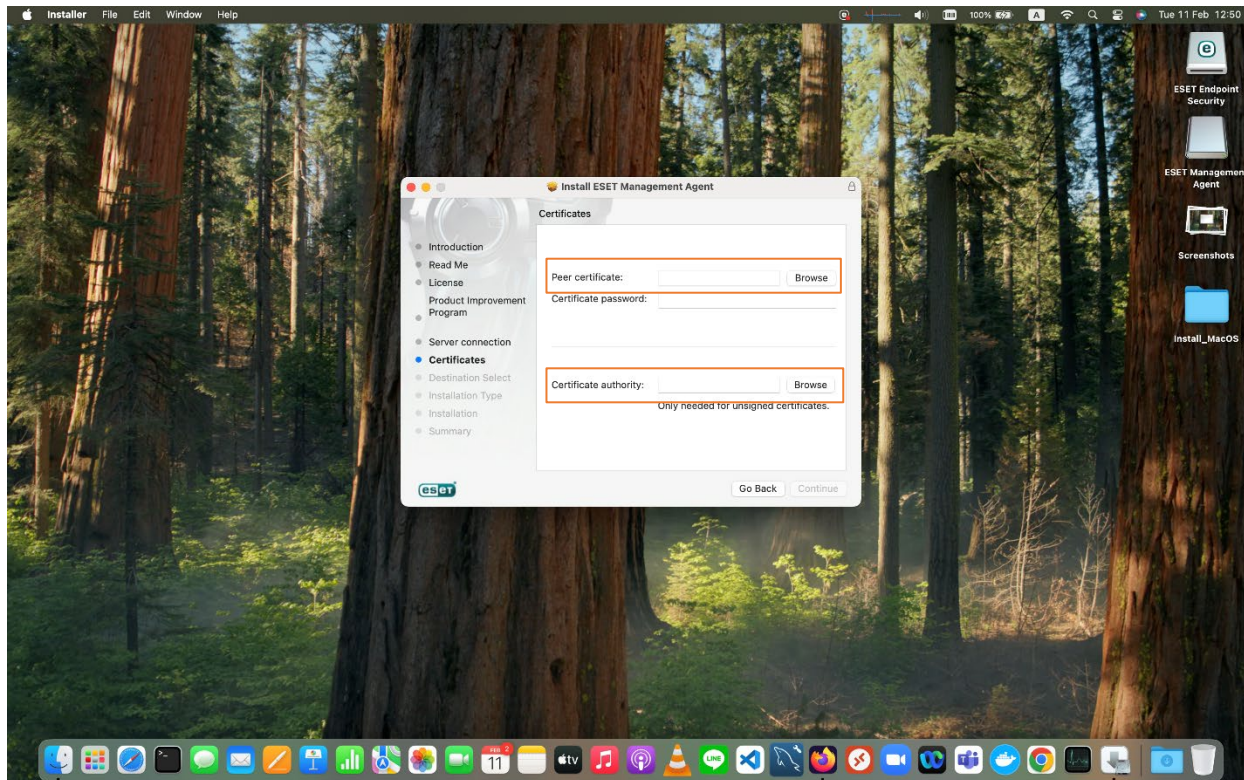 Installer File Edit Window Help
100% A Tue 11 Feb 12:50
ESET Endpoint
Security
ESET Managemen
Agent
Screenshots
Install_MacOS
Install ESET Management Agent
Certificates
Introduction
Read Me
License
Product Improvement
Program
Server connection
Certificates
Destination Select
Installation Type
Installation
Summary
Peer certificate: Browse
Certificate password:
Certificate authority: Browse
Only needed for unsigned certificates.
eset
Go Back Continue
FEB 2
11
tv
LINE